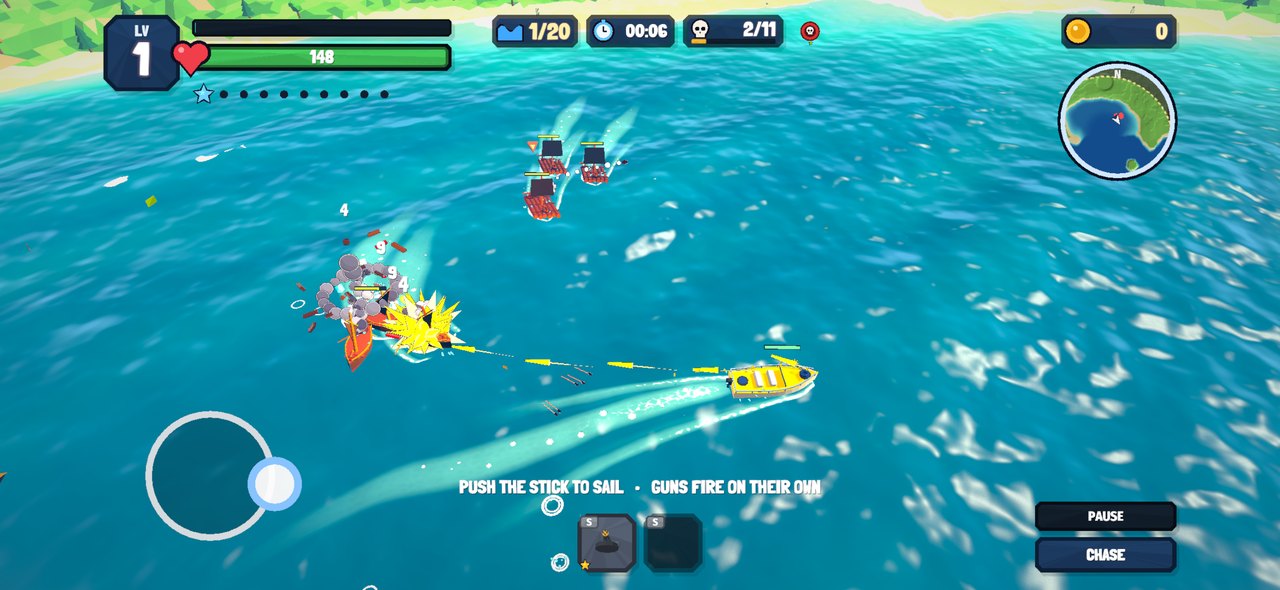 LV
1
148
1/20
00:06
2/11
0
N
4
9
9
4
PUSH THE STICK TO SAIL · GUNS FIRE ON THEIR OWN
S
S
PAUSE
CHASE